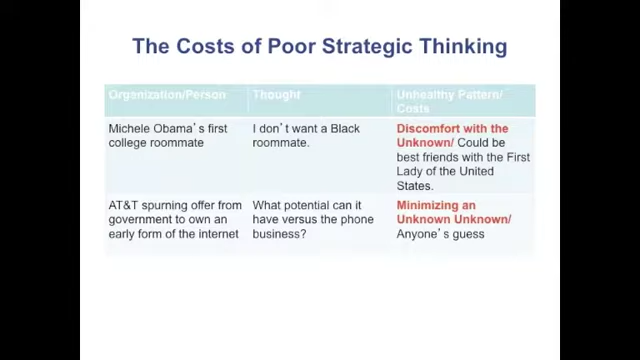 The Costs of Poor Strategic Thinking
Organization/Person
Thought
Unhealthy Pattern/
Costs
Michele Obama's first
college roommate
I don't want a Black
roommate.
Discomfort with the
Unknown/ Could be
best friends with the First
Lady of the United
States.
AT&T spurning offer from
government to own an
early form of the internet
What potential can it
have versus the phone
business?
Minimizing an
Unknown Unknown/
Anyone's guess